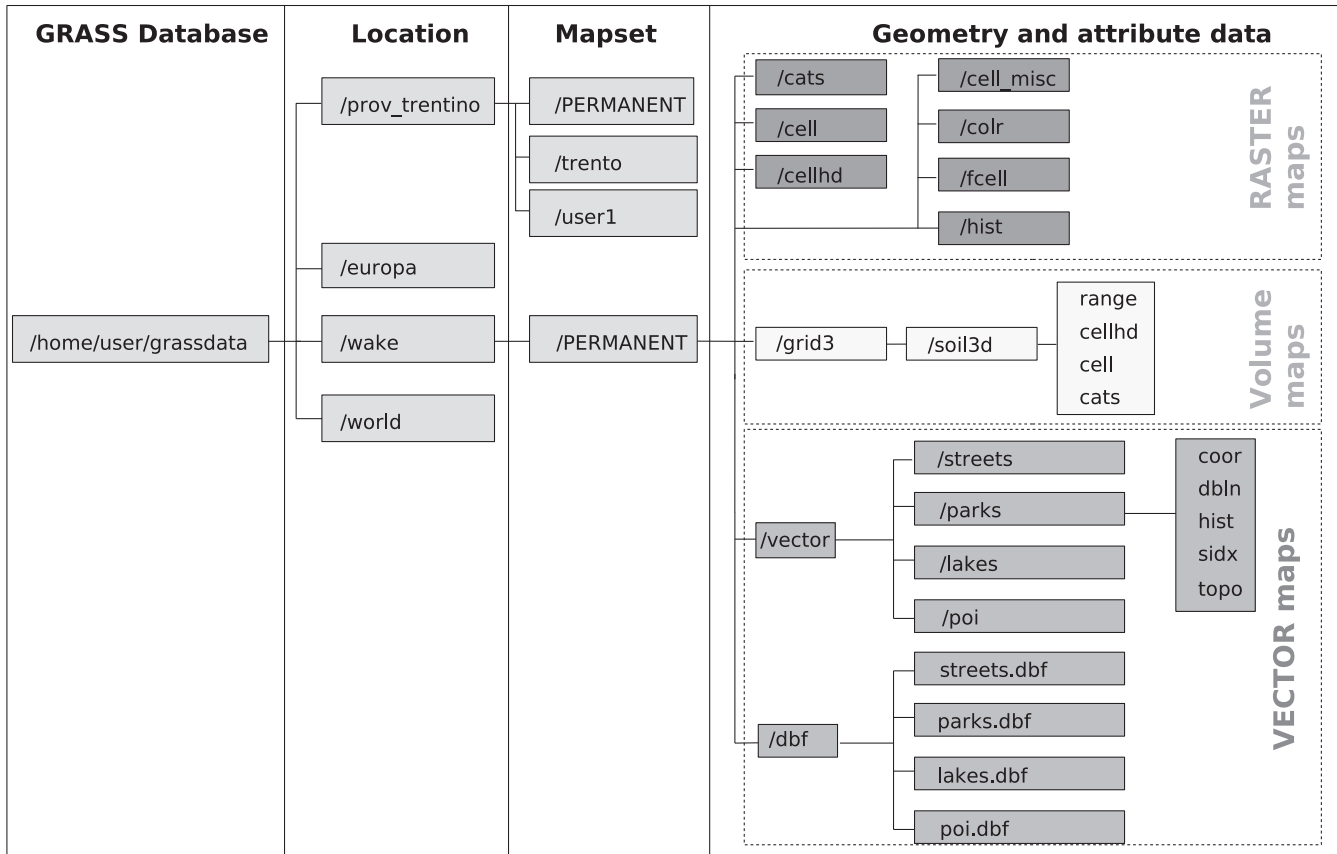 GRASS Database
Location
Mapset
Geometry and attribute data
/home/user/grassdata
/prov_trentino
/europa
/wake
/world
/PERMANENT
/trento
/user1
/PERMANENT
/cats
/cell
/cellhd
/cell_misc
/colr
/fcell
/hist
RASTER
maps
/grid3
/soil3d
range
cellhd
cell
cats
Volume
maps
/vector
/streets
/parks
/lakes
/poi
coor
dbln
hist
sidx
topo
/dbf
streets.dbf
parks.dbf
lakes.dbf
poi.dbf
VECTOR maps